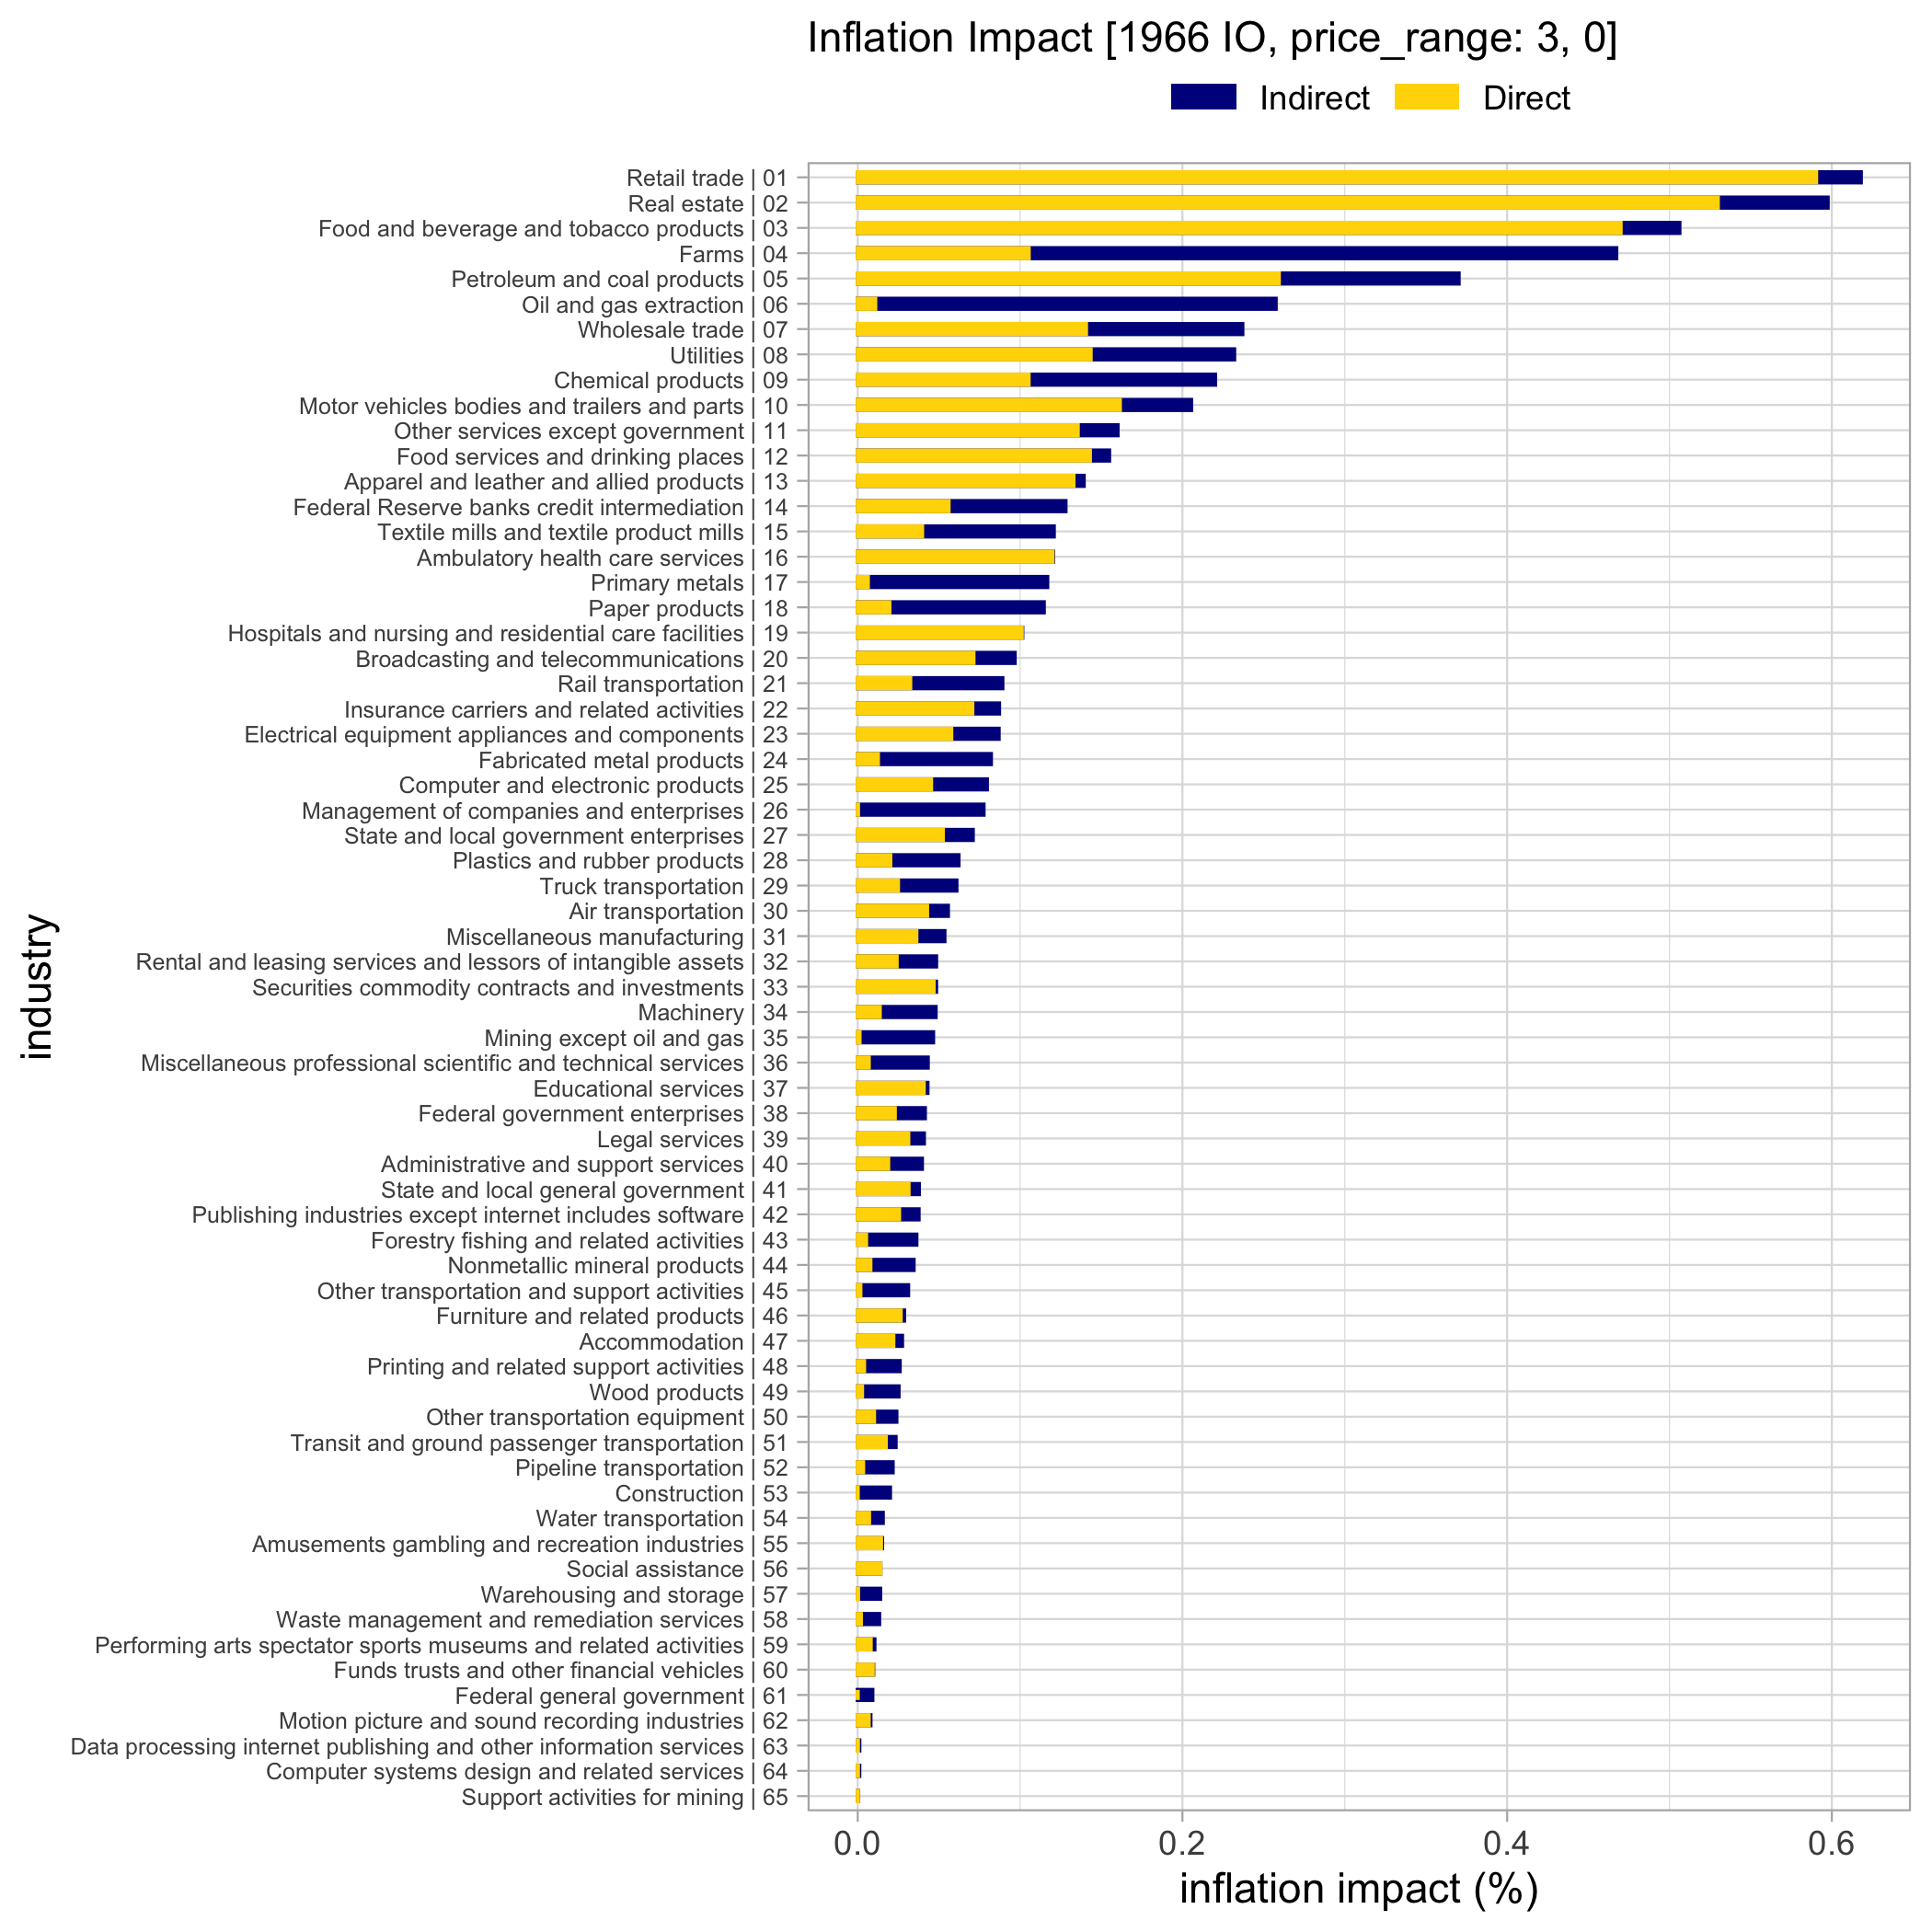 Inflation Impact [1966 IO, price_range: 3, 0]
Indirect Direct
Retail trade | 01
Real estate | 02
Food and beverage and tobacco products | 03
Farms | 04
Petroleum and coal products | 05
Oil and gas extraction | 06
Wholesale trade | 07
Utilities | 08
Chemical products | 09
Motor vehicles bodies and trailers and parts | 10
Other services except government | 11
Food services and drinking places | 12
Apparel and leather and allied products | 13
Federal Reserve banks credit intermediation | 14
Textile mills and textile product mills | 15
Ambulatory health care services | 16
Primary metals | 17
Paper products | 18
Hospitals and nursing and residential care facilities | 19
Broadcasting and telecommunications | 20
Rail transportation | 21
Insurance carriers and related activities | 22
Electrical equipment appliances and components | 23
Fabricated metal products | 24
Computer and electronic products | 25
Management of companies and enterprises | 26
State and local government enterprises | 27
Plastics and rubber products | 28
Truck transportation | 29
Air transportation | 30
Miscellaneous manufacturing | 31
Rental and leasing services and lessors of intangible assets | 32
Securities commodity contracts and investments | 33
Machinery | 34
Mining except oil and gas | 35
Miscellaneous professional scientific and technical services | 36
Educational services | 37
Federal government enterprises | 38
Legal services | 39
Administrative and support services | 40
State and local general government | 41
Publishing industries except internet includes software | 42
Forestry fishing and related activities | 43
Nonmetallic mineral products | 44
Other transportation and support activities | 45
Furniture and related products | 46
Accommodation | 47
Printing and related support activities | 48
Wood products | 49
Other transportation equipment | 50
Transit and ground passenger transportation | 51
Pipeline transportation | 52
Construction | 53
Water transportation | 54
Amusements gambling and recreation industries | 55
Social assistance | 56
Warehousing and storage | 57
Waste management and remediation services | 58
Performing arts spectator sports museums and related activities | 59
Funds trusts and other financial vehicles | 60
Federal general government | 61
Motion picture and sound recording industries | 62
Data processing internet publishing and other information services | 63
Computer systems design and related services | 64
Support activities for mining | 65
industry
0.0 0.2 0.4 0.6
inflation impact (%)